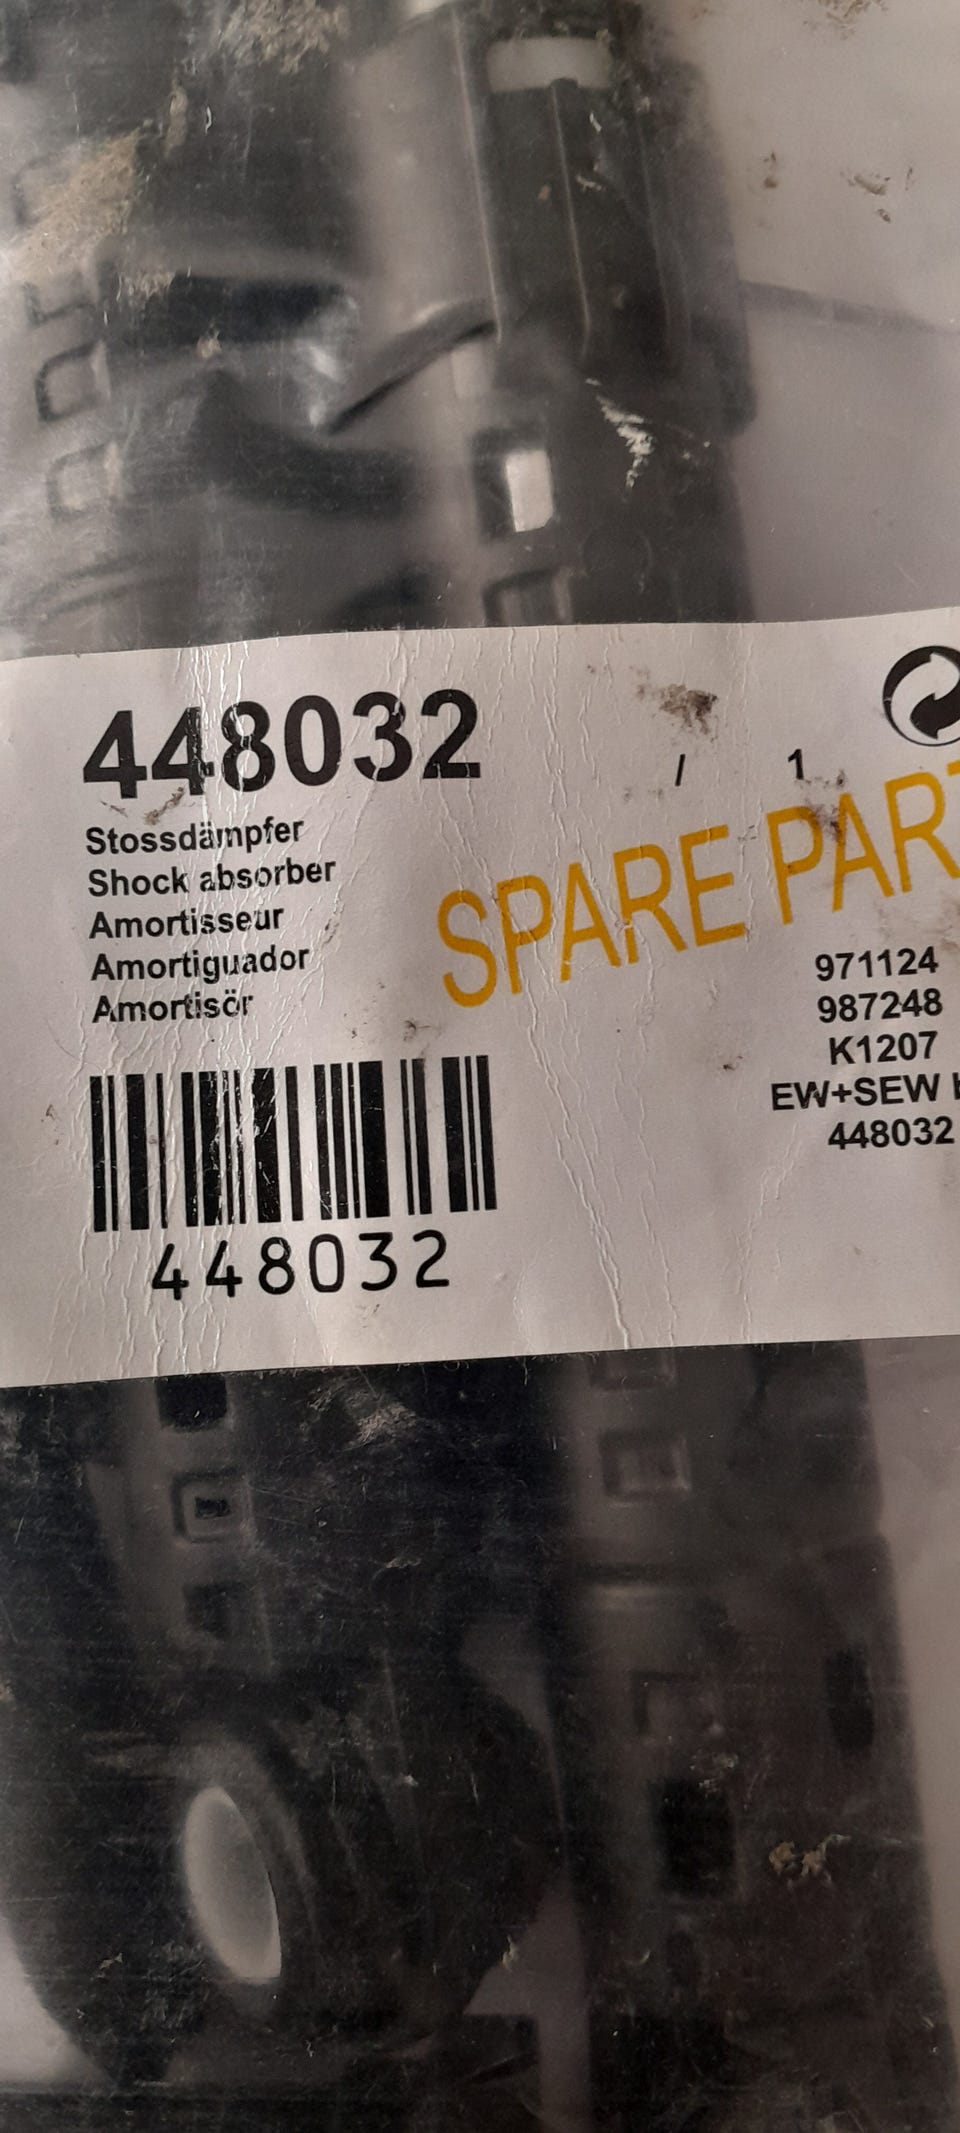 448032
/ 1
Stossdämpfer
Shock absorber
Amortisseur
Amortiguador
Amortisör
SPARE PART
971124
987248
K1207
EW+SEW
448032
448032